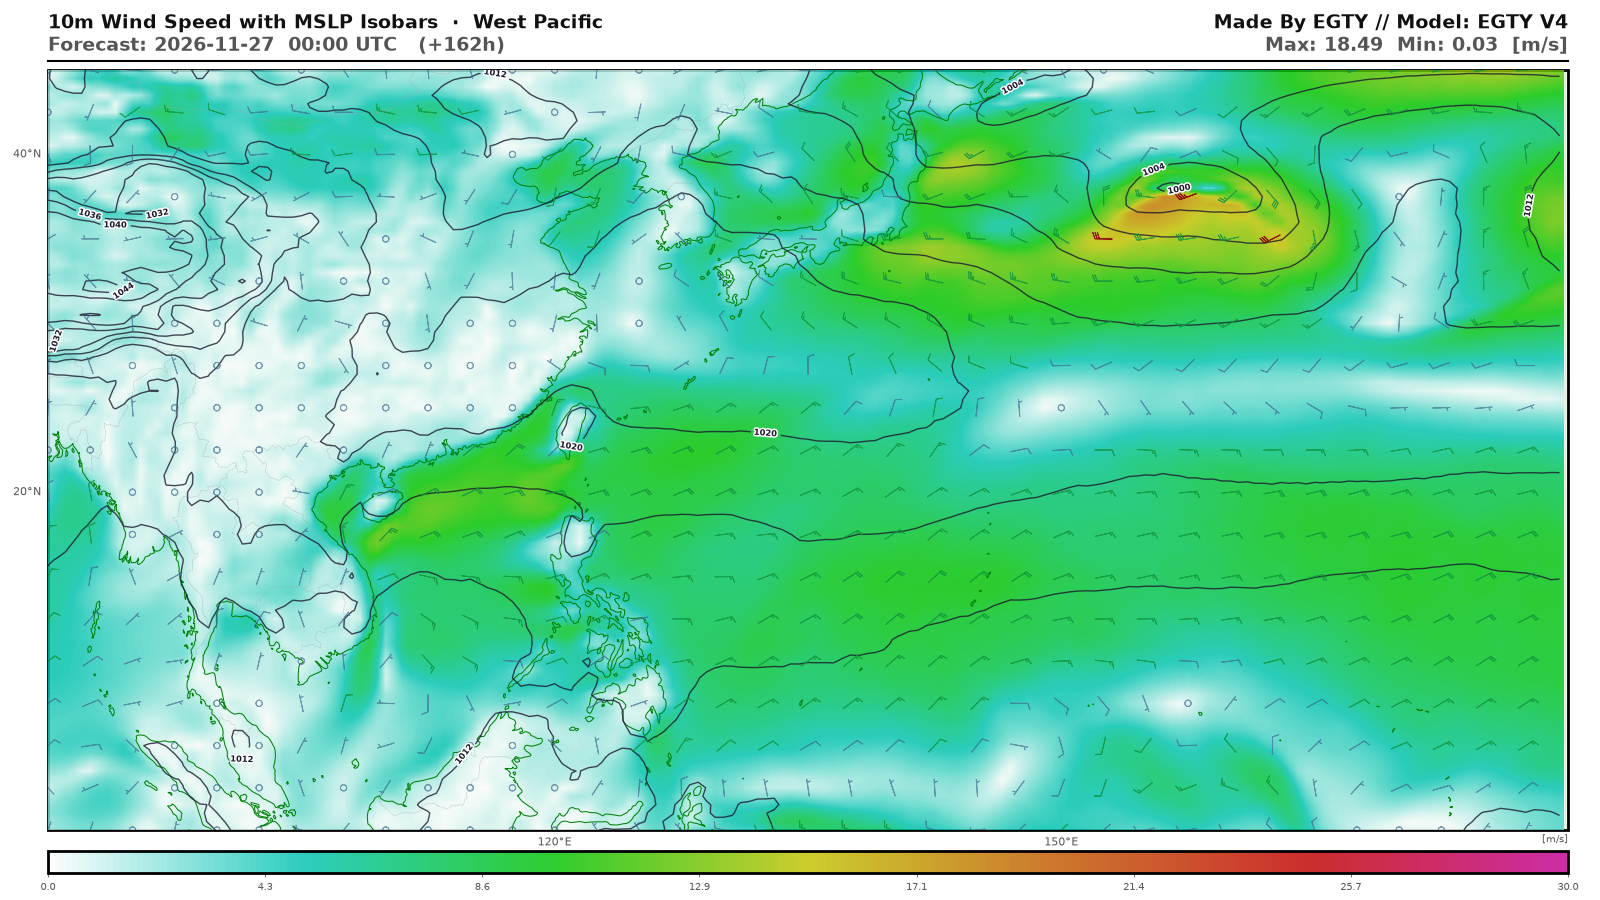 10m Wind Speed with MSLP Isobars · West Pacific
Made By EGTY // Model: EGTY V4
Forecast: 2026-11-27 00:00 UTC (+162h)
Max: 18.49 Min: 0.03 [m/s]
1012
1004
40°N
1004
1000
1036
1032
1040
1012
1044
1032
1020
1020
20°N
1012
1012
120°E
150°E
[m/s]
0.0
4.3
8.6
12.9
17.1
21.4
25.7
30.0